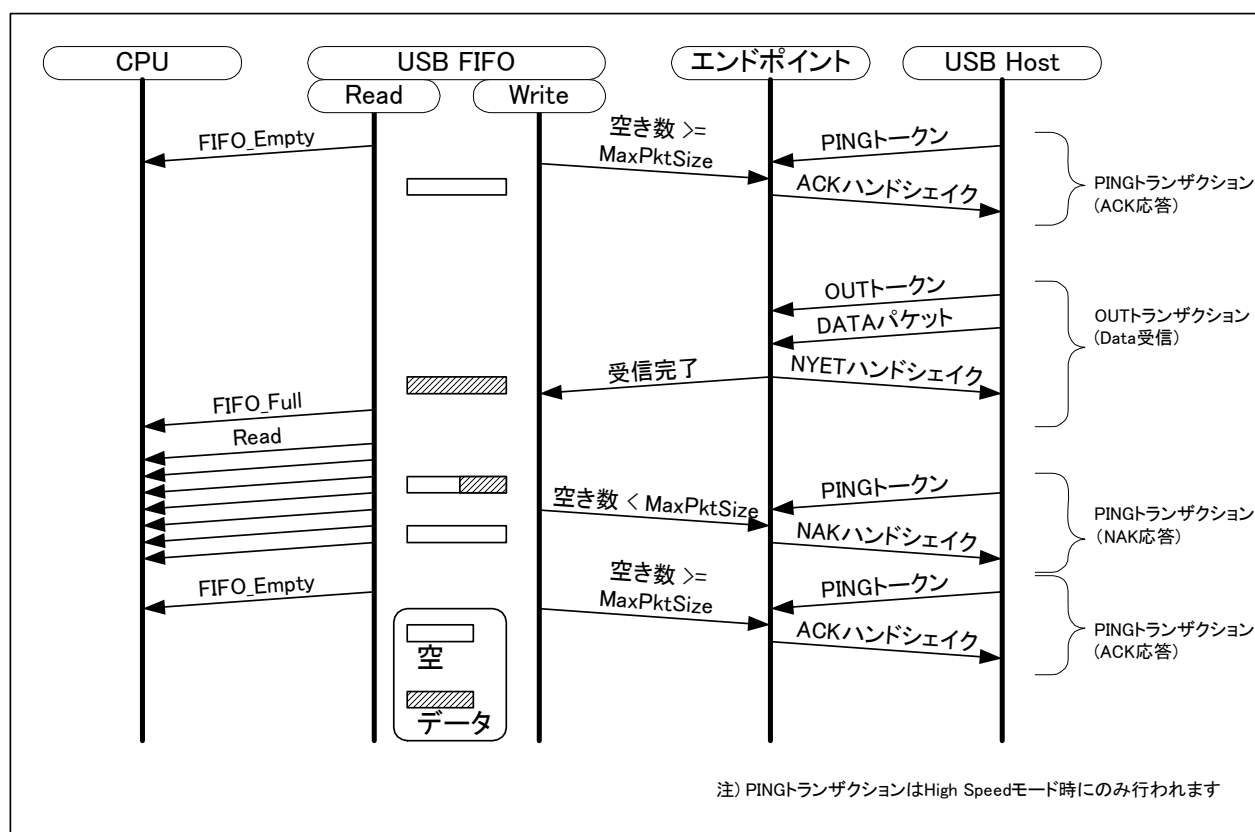 CPU
USB FIFO
エンドポイント
USB Host
Read
Write
FIFO_Empty
空き数 >=
MaxPktSize
PINGトークン
ACKハンドシェイク
PINGトランザクション
(ACK応答)
OUTトークン
DATAパケット
OUTトランザクション
(Data受信)
受信完了
NYETハンドシェイク
FIFO_Full
Read
空き数 < MaxPktSize
PINGトークン
NAKハンドシェイク
PINGトランザクション
(NAK応答)
FIFO_Empty
空き数 >=
MaxPktSize
PINGトークン
ACKハンドシェイク
PINGトランザクション
(ACK応答)
空
データ
注) PINGトランザクションはHigh Speedモード時にのみ行われます